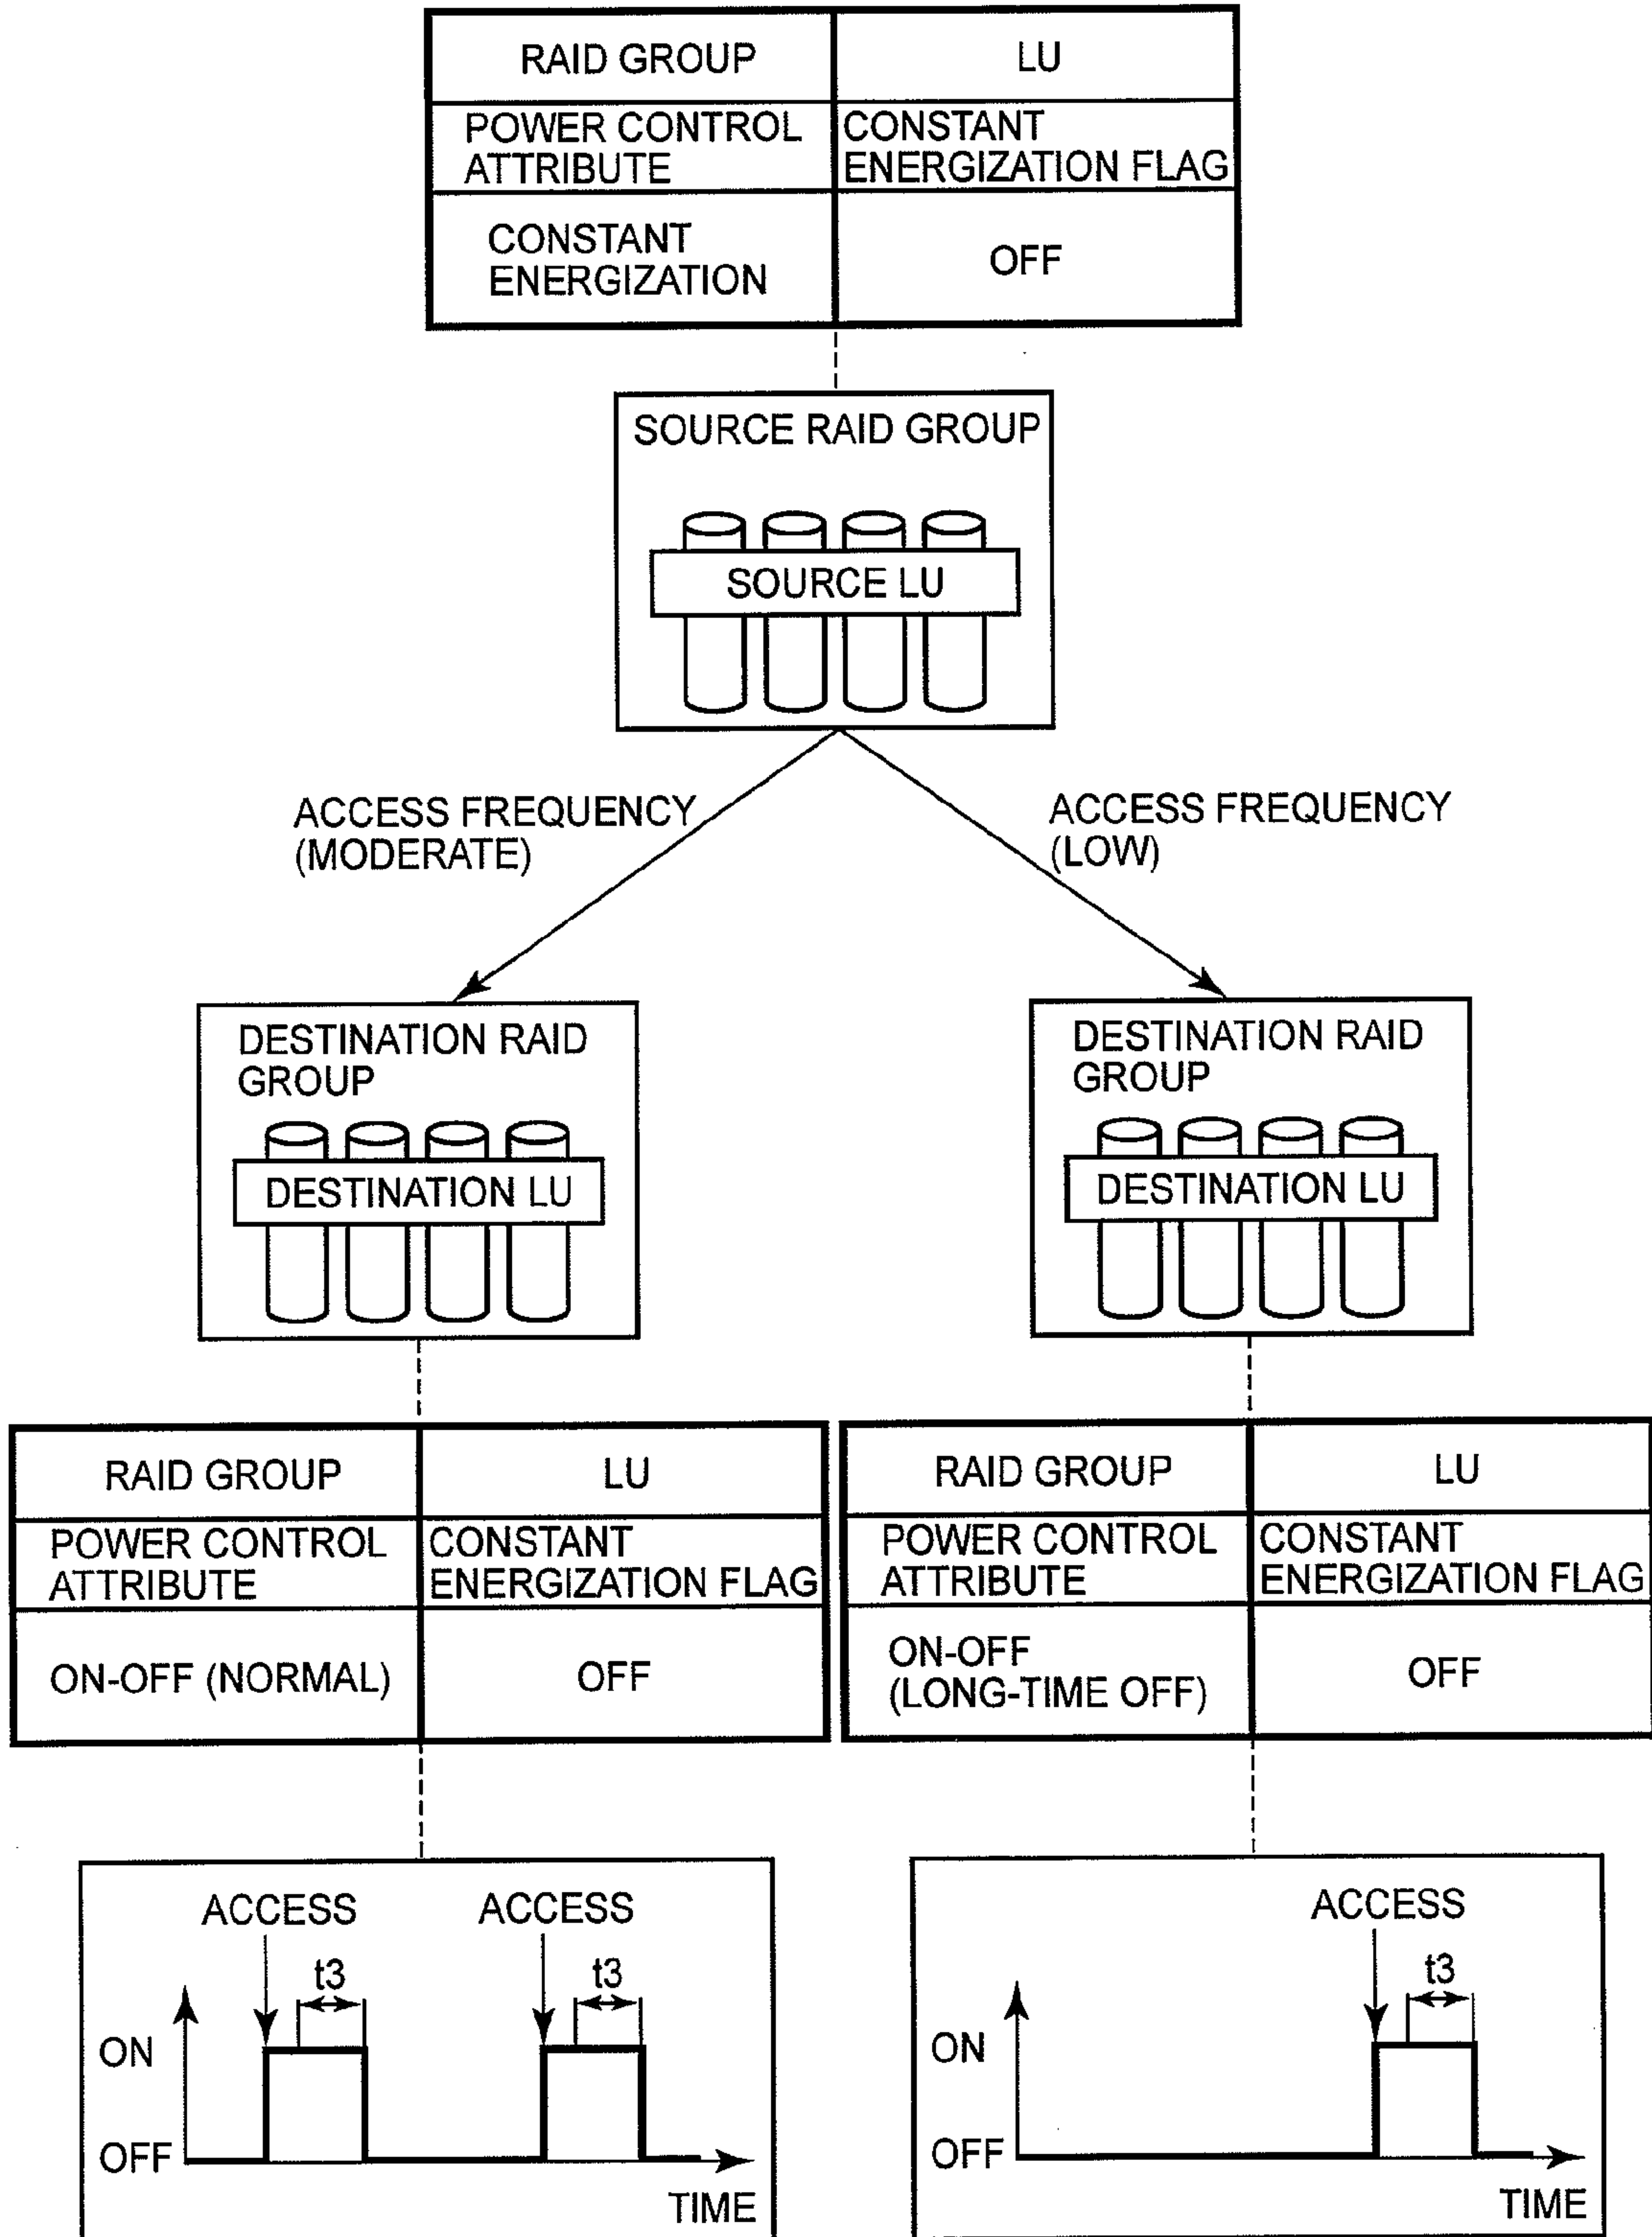 RAID GROUP
LU
POWER CONTROL
ATTRIBUTE
CONSTANT
ENERGIZATION FLAG
CONSTANT
ENERGIZATION
OFF
SOURCE RAID GROUP
SOURCE LU
ACCESS FREQUENCY
(MODERATE)
ACCESS FREQUENCY
(LOW)
DESTINATION RAID
GROUP
DESTINATION LU
DESTINATION RAID
GROUP
DESTINATION LU
RAID GROUP
LU
POWER CONTROL
ATTRIBUTE
CONSTANT
ENERGIZATION FLAG
ON-OFF (NORMAL)
OFF
RAID GROUP
LU
POWER CONTROL
ATTRIBUTE
CONSTANT
ENERGIZATION FLAG
ON-OFF
(LONG-TIME OFF)
OFF
ACCESS
ACCESS
t3
t3
ON
OFF
TIME
ACCESS
t3
ON
OFF
TIME